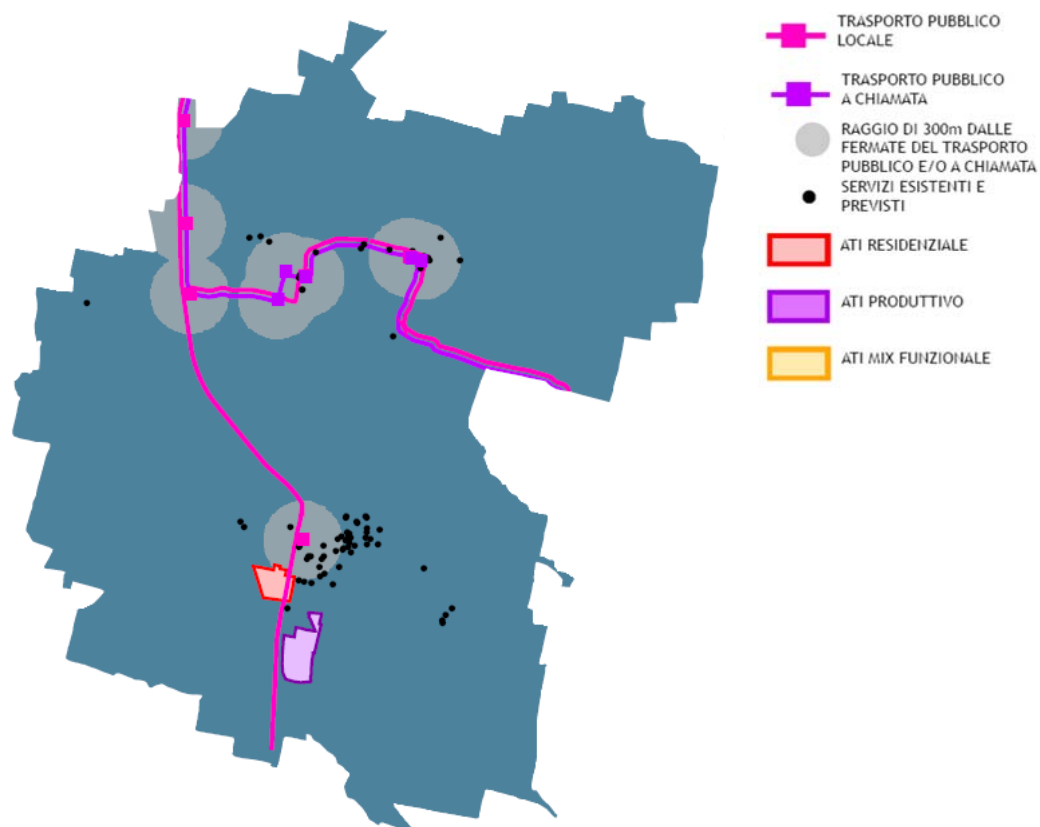 TRASPORTO PUBBLICO
LOCALE
TRASPORTO PUBBLICO
A CHIAMATA
RAGGIO DI 300m DALLE
FERMATE DEL TRASPORTO
PUBBLICO E/O A CHIAMATA
SERVIZI ESISTENTI E
PREVISTI
ATI RESIDENZIALE
ATI PRODUTTIVO
ATI MIX FUNZIONALE